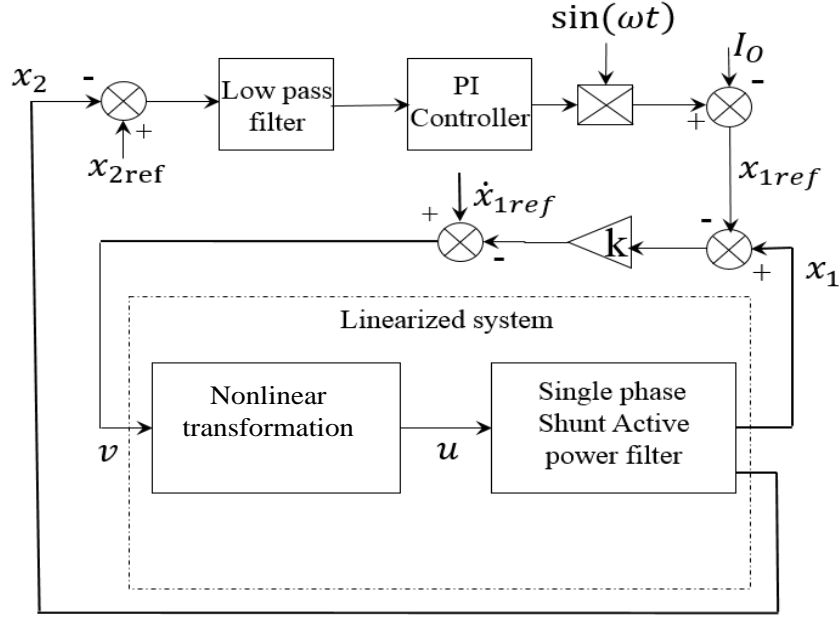 sin(ωt)
x₂
-
I_O
-
Low pass
filter
PI
Controller
+
+
x₂ref
ẋ₁ref
x₁ref
+
-
k
-
+
x₁
Linearized system
Nonlinear
transformation
Single phase
Shunt Active
power filter
v
u